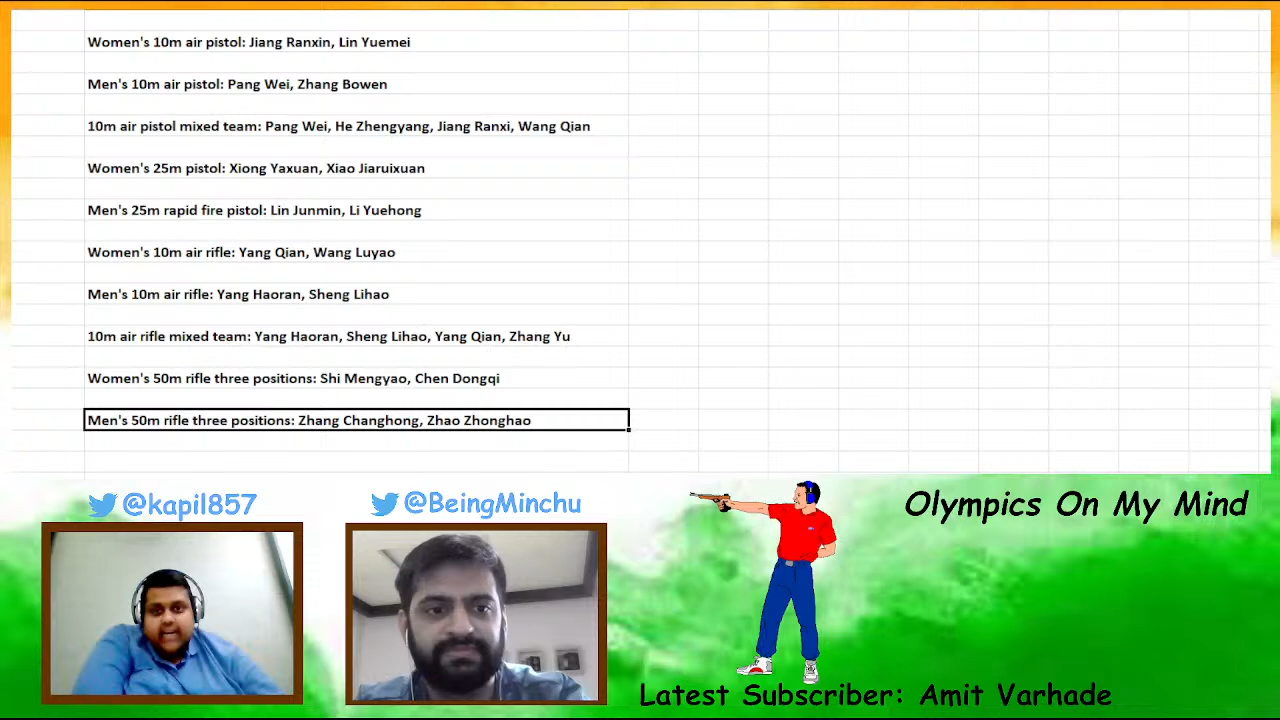 Women's 10m air pistol: Jiang Ranxin, Lin Yuemei
Men's 10m air pistol: Pang Wei, Zhang Bowen
10m air pistol mixed team: Pang Wei, He Zhengyang, Jiang Ranxi, Wang Qian
Women's 25m pistol: Xiong Yaxuan, Xiao Jiaruixuan
Men's 25m rapid fire pistol: Lin Junmin, Li Yuehong
Women's 10m air rifle: Yang Qian, Wang Luyao
Men's 10m air rifle: Yang Haoran, Sheng Lihao
10m air rifle mixed team: Yang Haoran, Sheng Lihao, Yang Qian, Zhang Yu
Women's 50m rifle three positions: Shi Mengyao, Chen Dongqi
Men's 50m rifle three positions: Zhang Changhong, Zhao Zhonghao
@kapil857
@BeingMinchu
Olympics On My Mind
Latest Subscriber: Amit Varhade